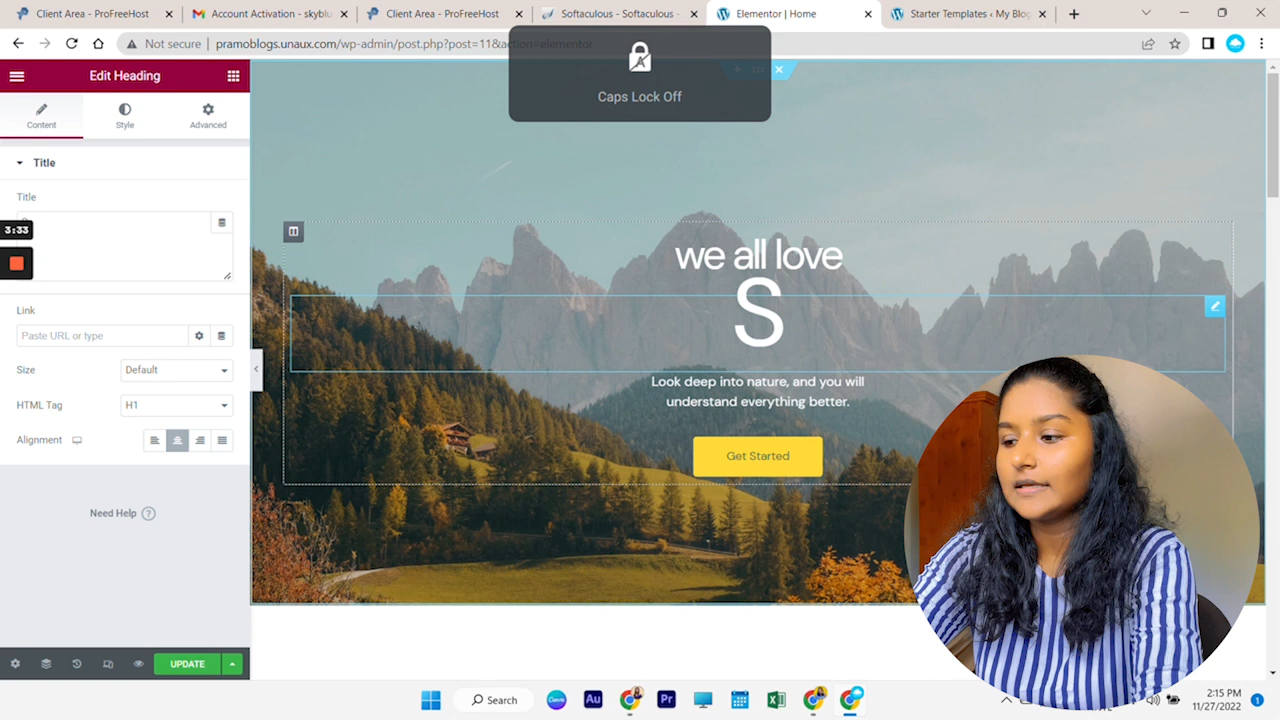 Client Area - ProFreeHost
Account Activation - skyblu
Client Area - ProFreeHost
Softaculous - Softaculous -
Elementor | Home
Starter Templates ‹ My Blog
Not secure
pramoblogs.unaux.com/wp-admin/post.php?post=11&action=elementor
Caps Lock Off
Edit Heading
Content
Style
Advanced
Title
Title
3:33
Link
Paste URL or type
Size
Default
HTML Tag
H1
Alignment
Need Help ?
UPDATE
we all love
S
Look deep into nature, and you will
understand everything better.
Get Started
Search
Au
Pr
2:15 PM
11/27/2022
1